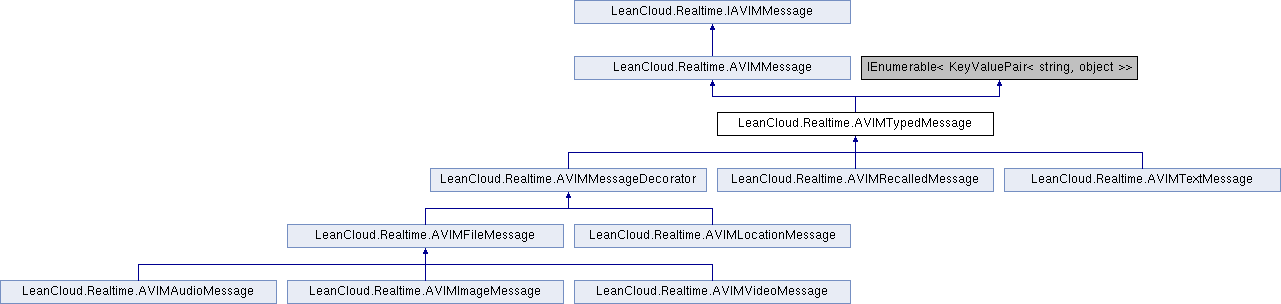 LeanCloud.Realtime.IAVIMMessage
LeanCloud.Realtime.AVIMMessage
IEnumerable< KeyValuePair< string, object >>
LeanCloud.Realtime.AVIMTypedMessage
LeanCloud.Realtime.AVIMMessageDecorator
LeanCloud.Realtime.AVIMRecalledMessage
LeanCloud.Realtime.AVIMTextMessage
LeanCloud.Realtime.AVIMFileMessage
LeanCloud.Realtime.AVIMLocationMessage
LeanCloud.Realtime.AVIMAudioMessage
LeanCloud.Realtime.AVIMImageMessage
LeanCloud.Realtime.AVIMVideoMessage